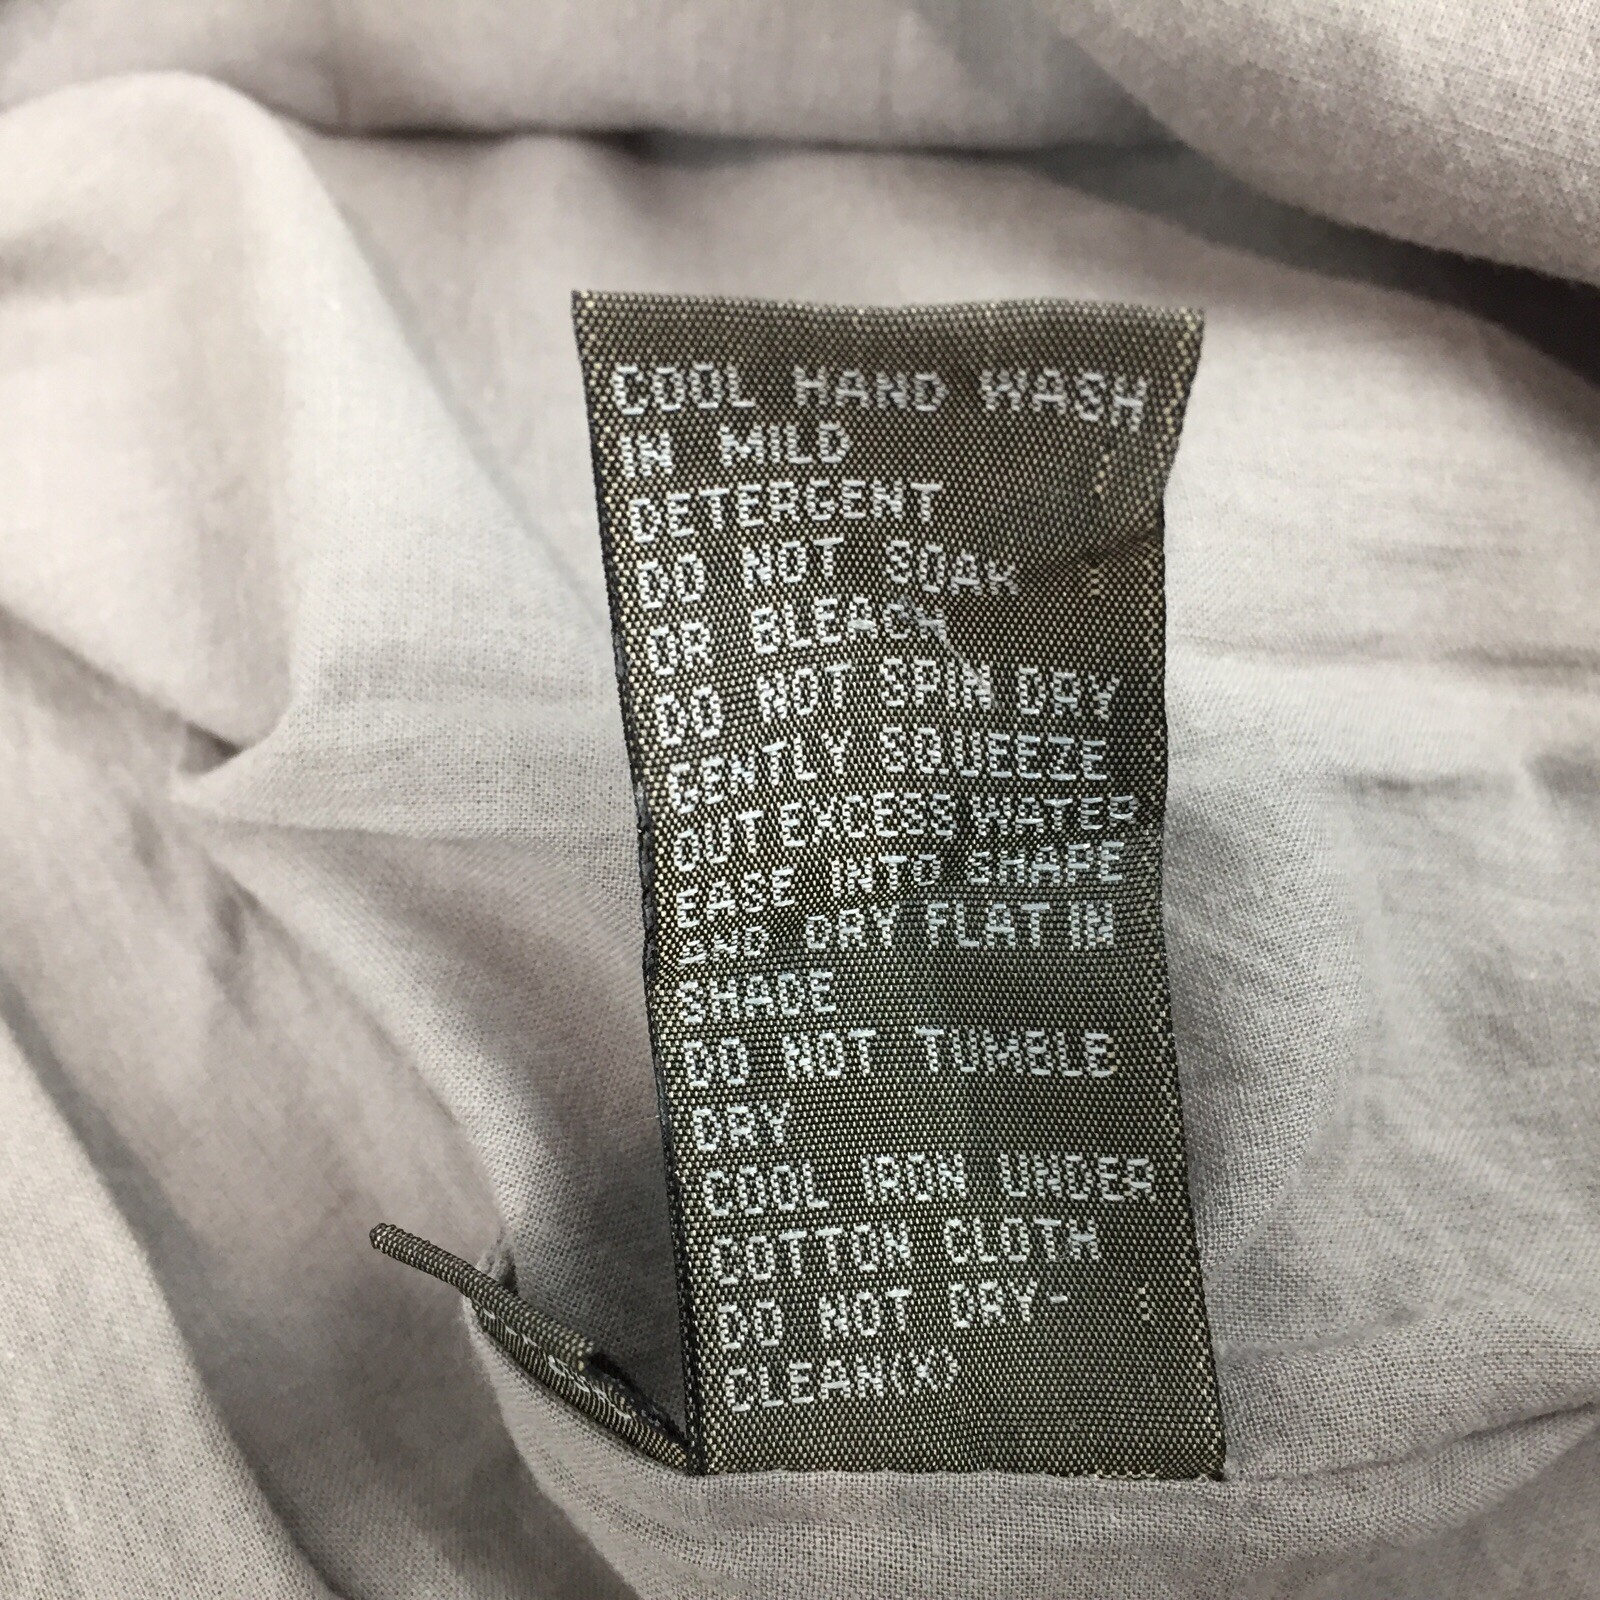 COOL HAND WASH
IN MILD
DETERGENT
DO NOT SOAK
OR BLEACH
DO NOT SPIN DRY
GENTLY SQUEEZE
OUT EXCESS WATER
EASE INTO SHAPE
AND DRY FLAT IN
SHADE
DO NOT TUMBLE
DRY
COOL IRON UNDER
COTTON CLOTH
DO NOT DRY-
CLEAN(X)